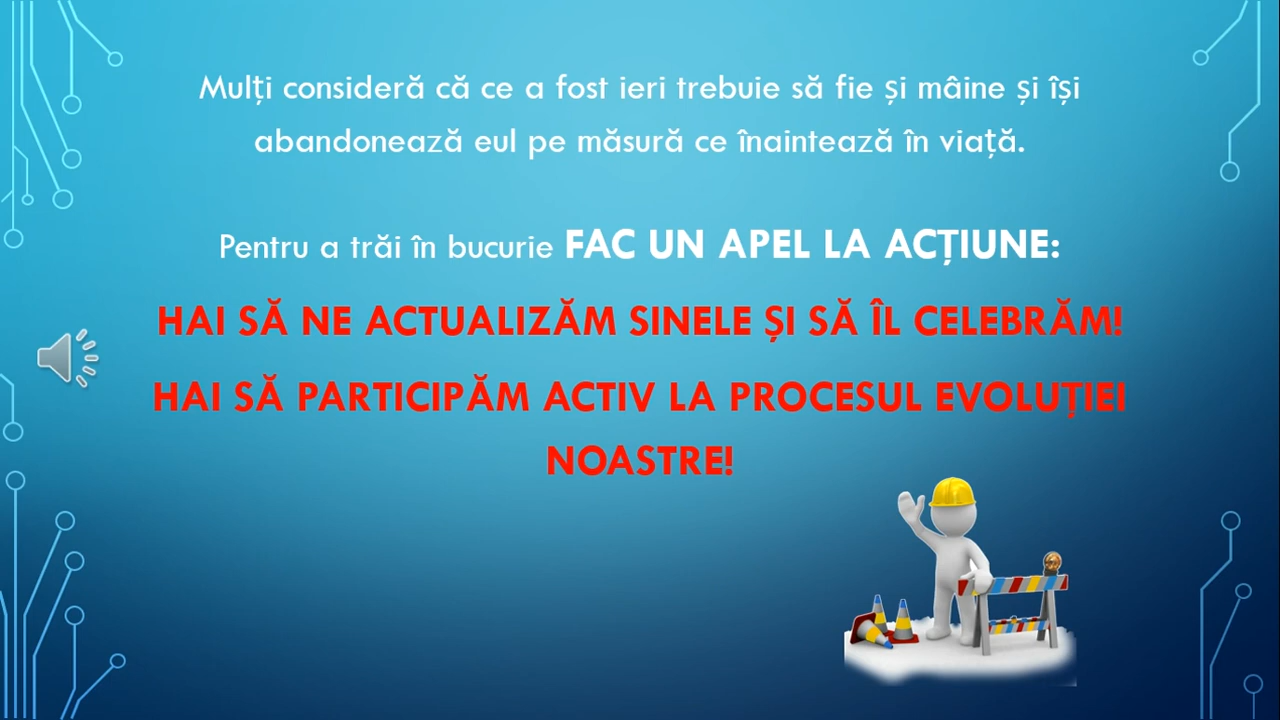 Mulți consideră că ce a fost ieri trebuie să fie și mâine și își
abandonează eul pe măsură ce înaintează în viață.
Pentru a trăi în bucurie FAC UN APEL LA ACȚIUNE:
HAI SĂ NE ACTUALIZĂM SINELE ȘI SĂ ÎL CELEBRĂM!
HAI SĂ PARTICIPĂM ACTIV LA PROCESUL EVOLUȚIEI
NOASTRE!